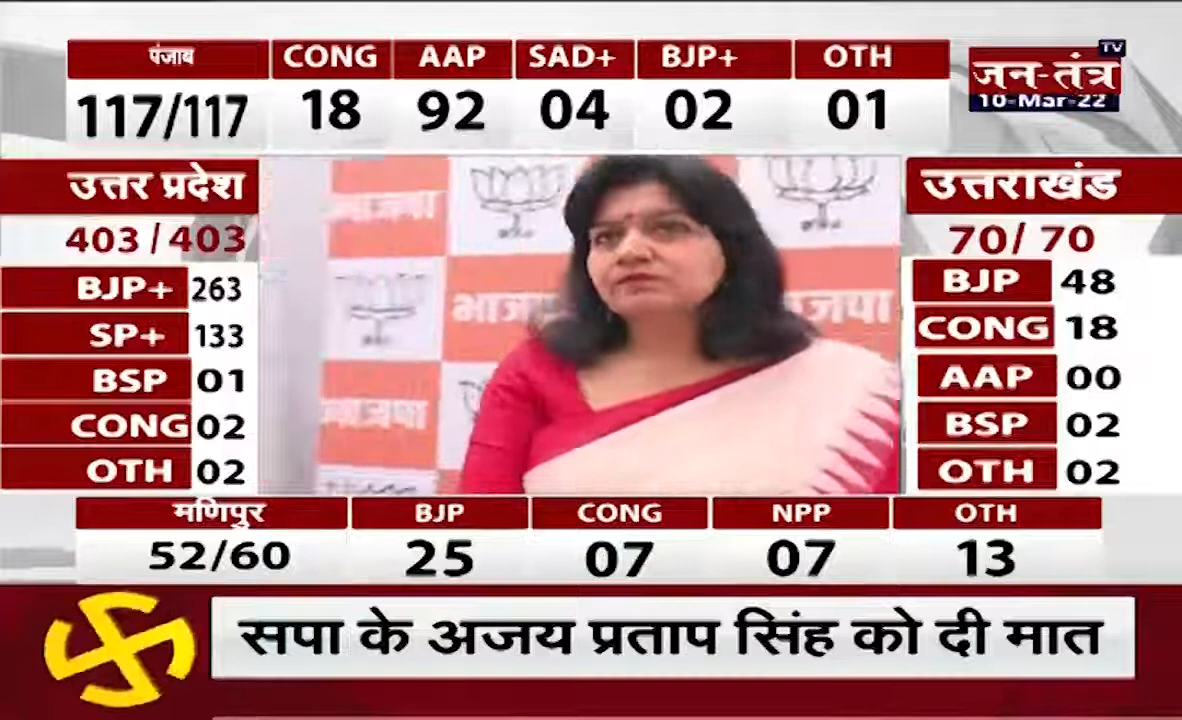 पंजाब CONG AAP SAD+ BJP+ OTH
117/117 18 92 04 02 01
TV
जन-तंत्र
10-Mar-22
उत्तर प्रदेश
403/403
BJP+ 263
SP+ 133
BSP 01
CONG 02
OTH 02
भाजपा
भाजपा
भाजपा
भाजपा
उत्तराखंड
70/ 70
BJP 48
CONG 18
AAP 00
BSP 02
OTH 02
मणिपुर BJP CONG NPP OTH
52/60 25 07 07 13
सपा के अजय प्रताप सिंह को दी मात